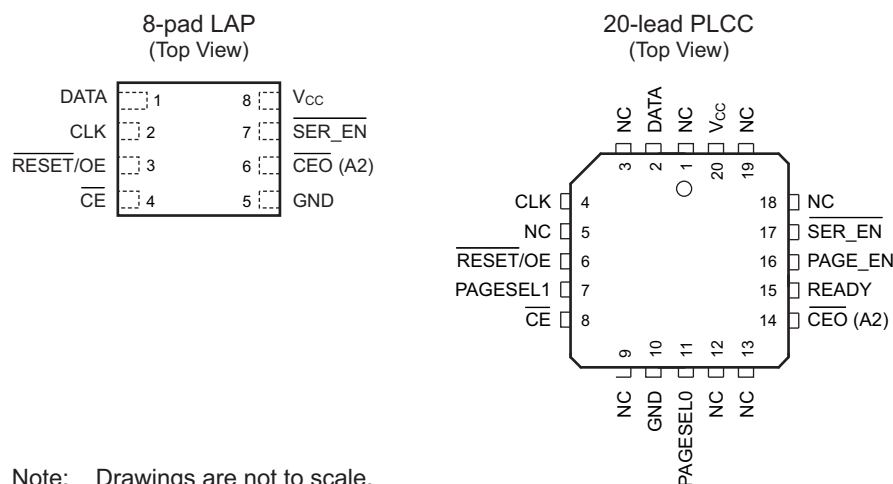 8-pad LAP
(Top View)
DATA 1 8 VCC
CLK 2 7 SER_EN
RESET/OE 3 6 CEO (A2)
CE 4 5 GND
20-lead PLCC
(Top View)
NC DATA NC VCC NC
3 2 1 20 19
CLK 4 18 NC
NC 5 17 SER_EN
RESET/OE 6 16 PAGE_EN
PAGESEL1 7 15 READY
CE 8 14 CEO (A2)
9 10 11 12 13
NC GND PAGESEL0 NC NC
Note: Drawings are not to scale.